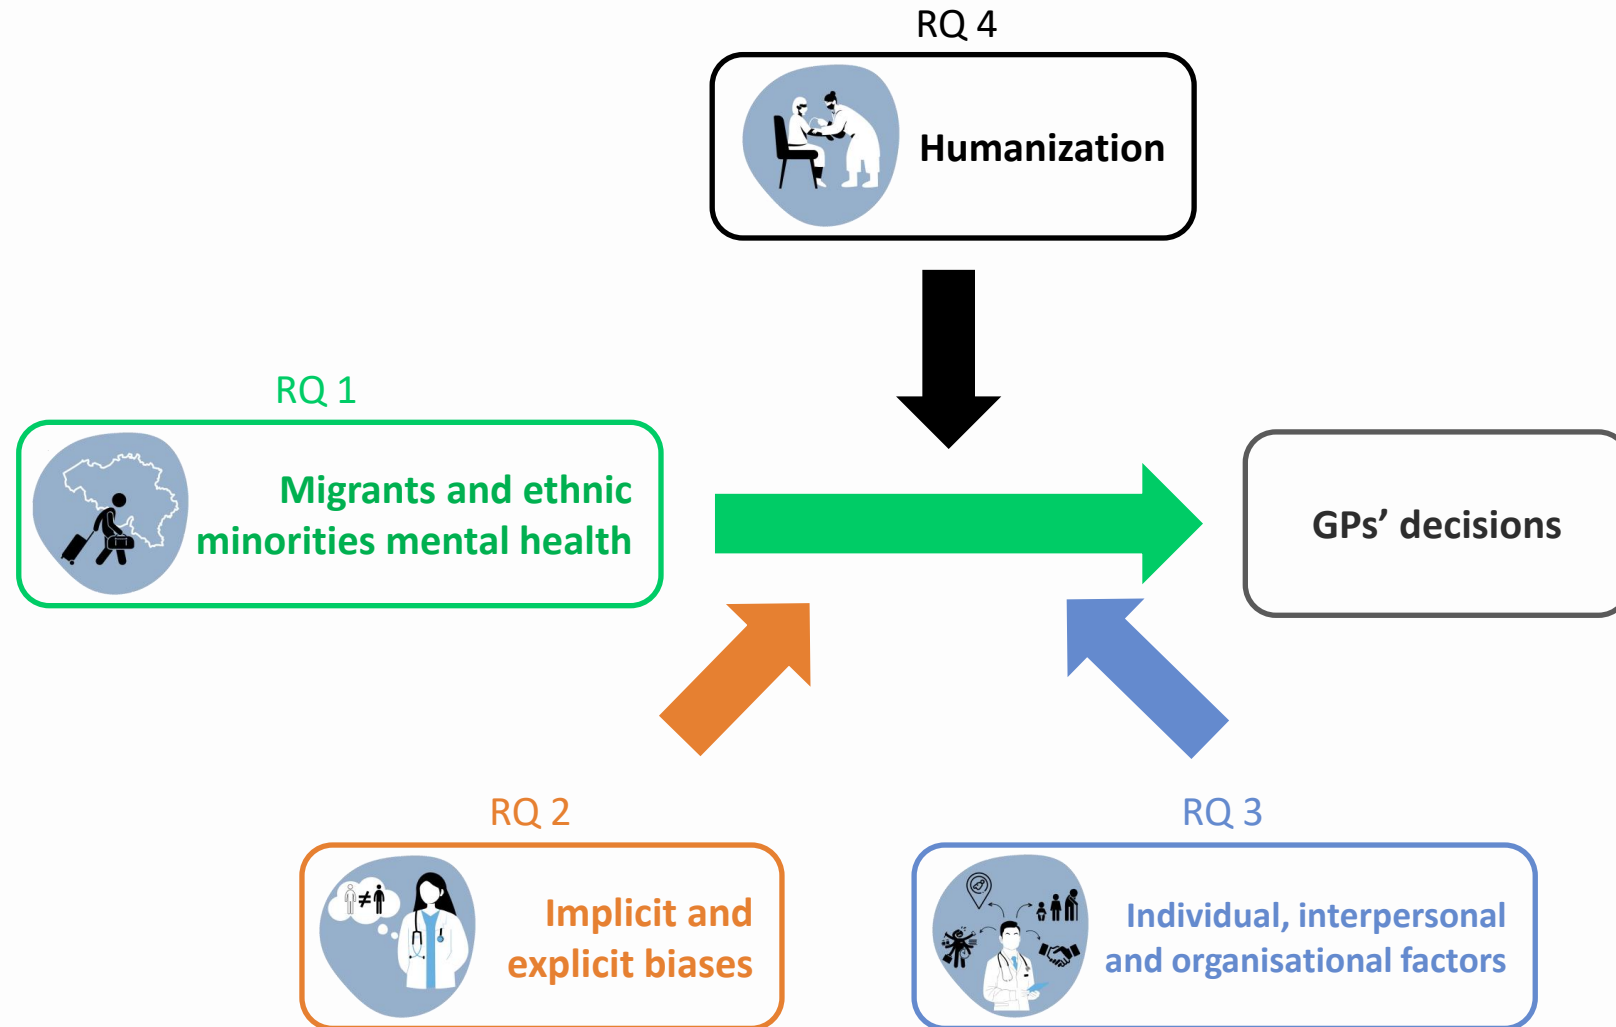 RQ 4
Humanization
RQ 1
Migrants and ethnic
minorities mental health
GPs’ decisions
RQ 2
≠
Implicit and
explicit biases
RQ 3
Individual, interpersonal
and organisational factors